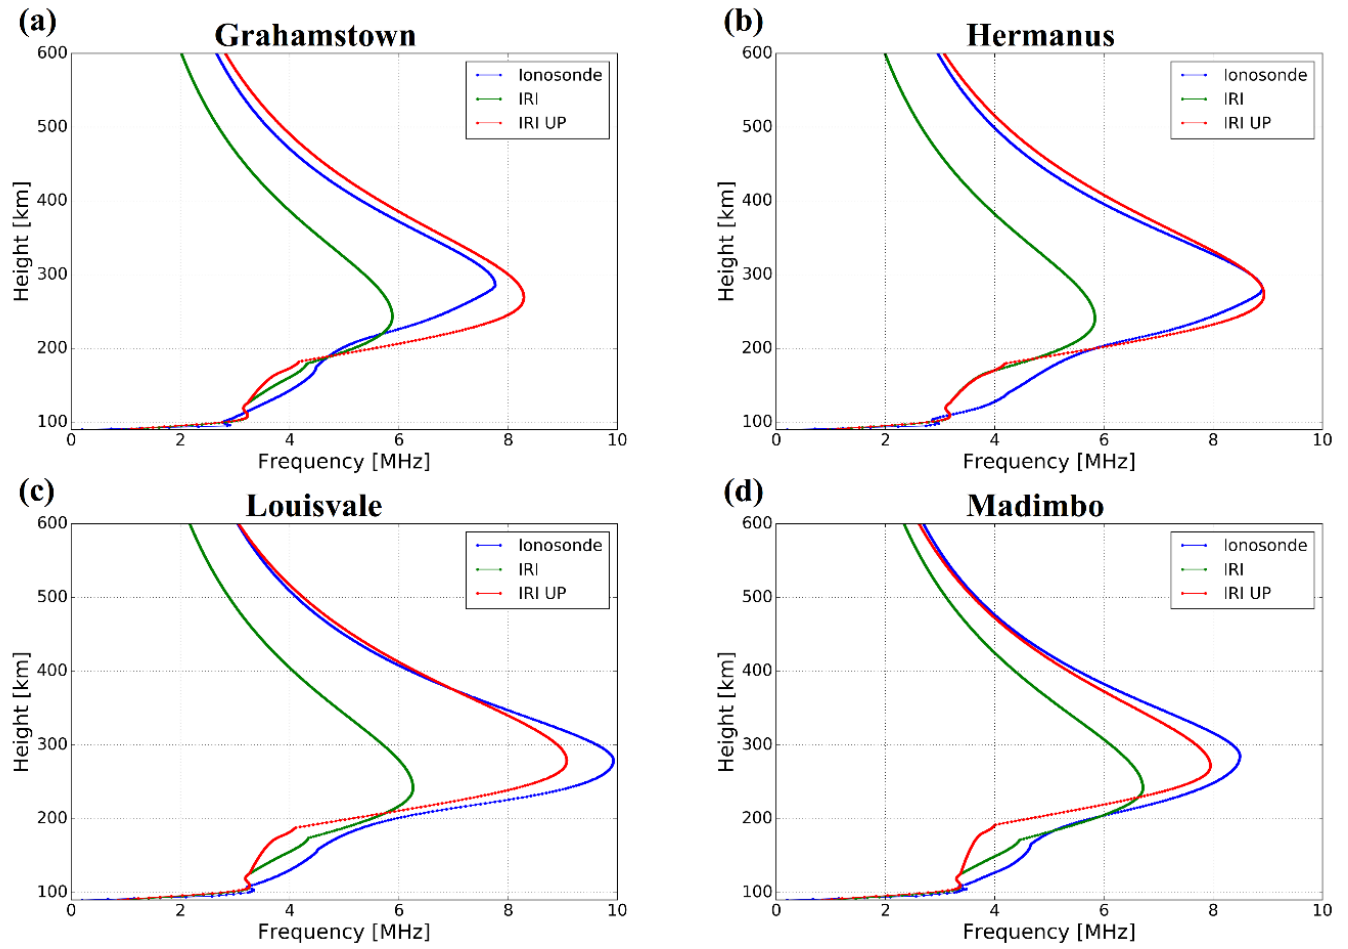 (a)
Grahamstown
600
500
400
300
200
100
Height [km]
Ionosonde
IRI
IRI UP
0 2 4 6 8 10
Frequency [MHz]
(b)
Hermanus
600
500
400
300
200
100
Height [km]
Ionosonde
IRI
IRI UP
0 2 4 6 8 10
Frequency [MHz]
(c)
Louisvale
600
500
400
300
200
100
Height [km]
Ionosonde
IRI
IRI UP
0 2 4 6 8 10
Frequency [MHz]
(d)
Madimbo
600
500
400
300
200
100
Height [km]
Ionosonde
IRI
IRI UP
0 2 4 6 8 10
Frequency [MHz]